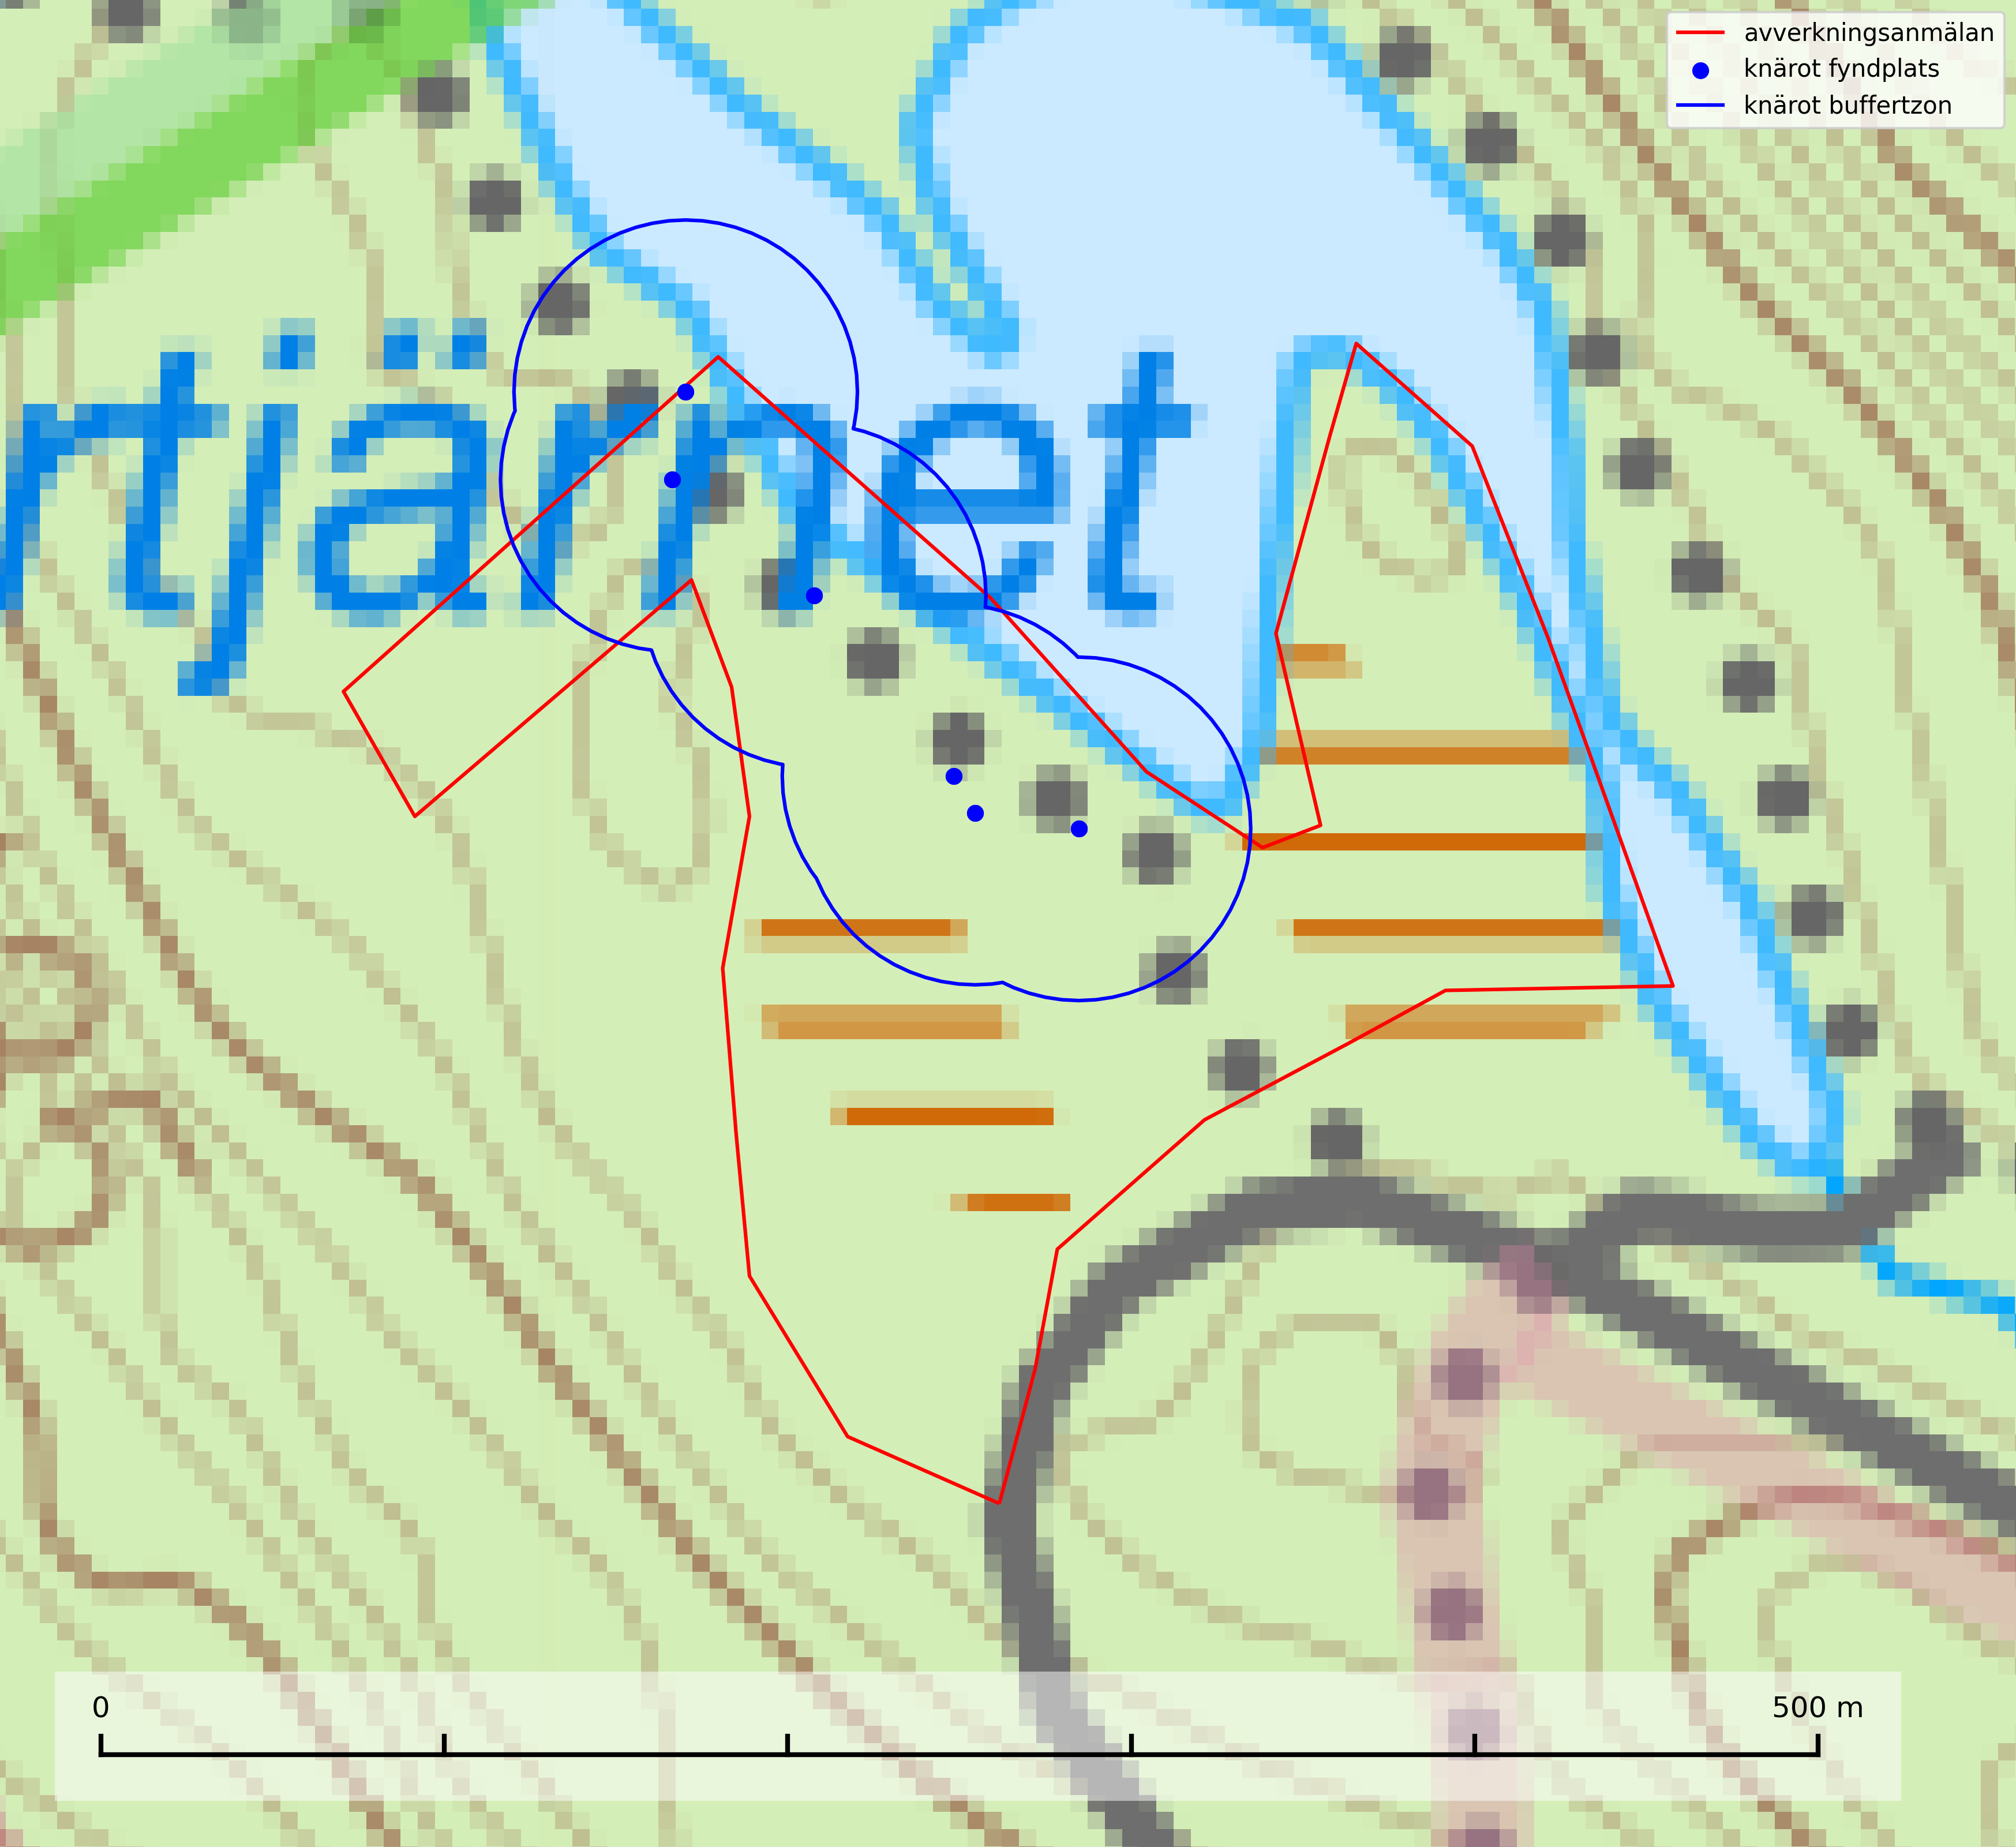 avverkningsanmälan
knärot fyndplats
knärot buffertzon
rtjärnet
0 500 m